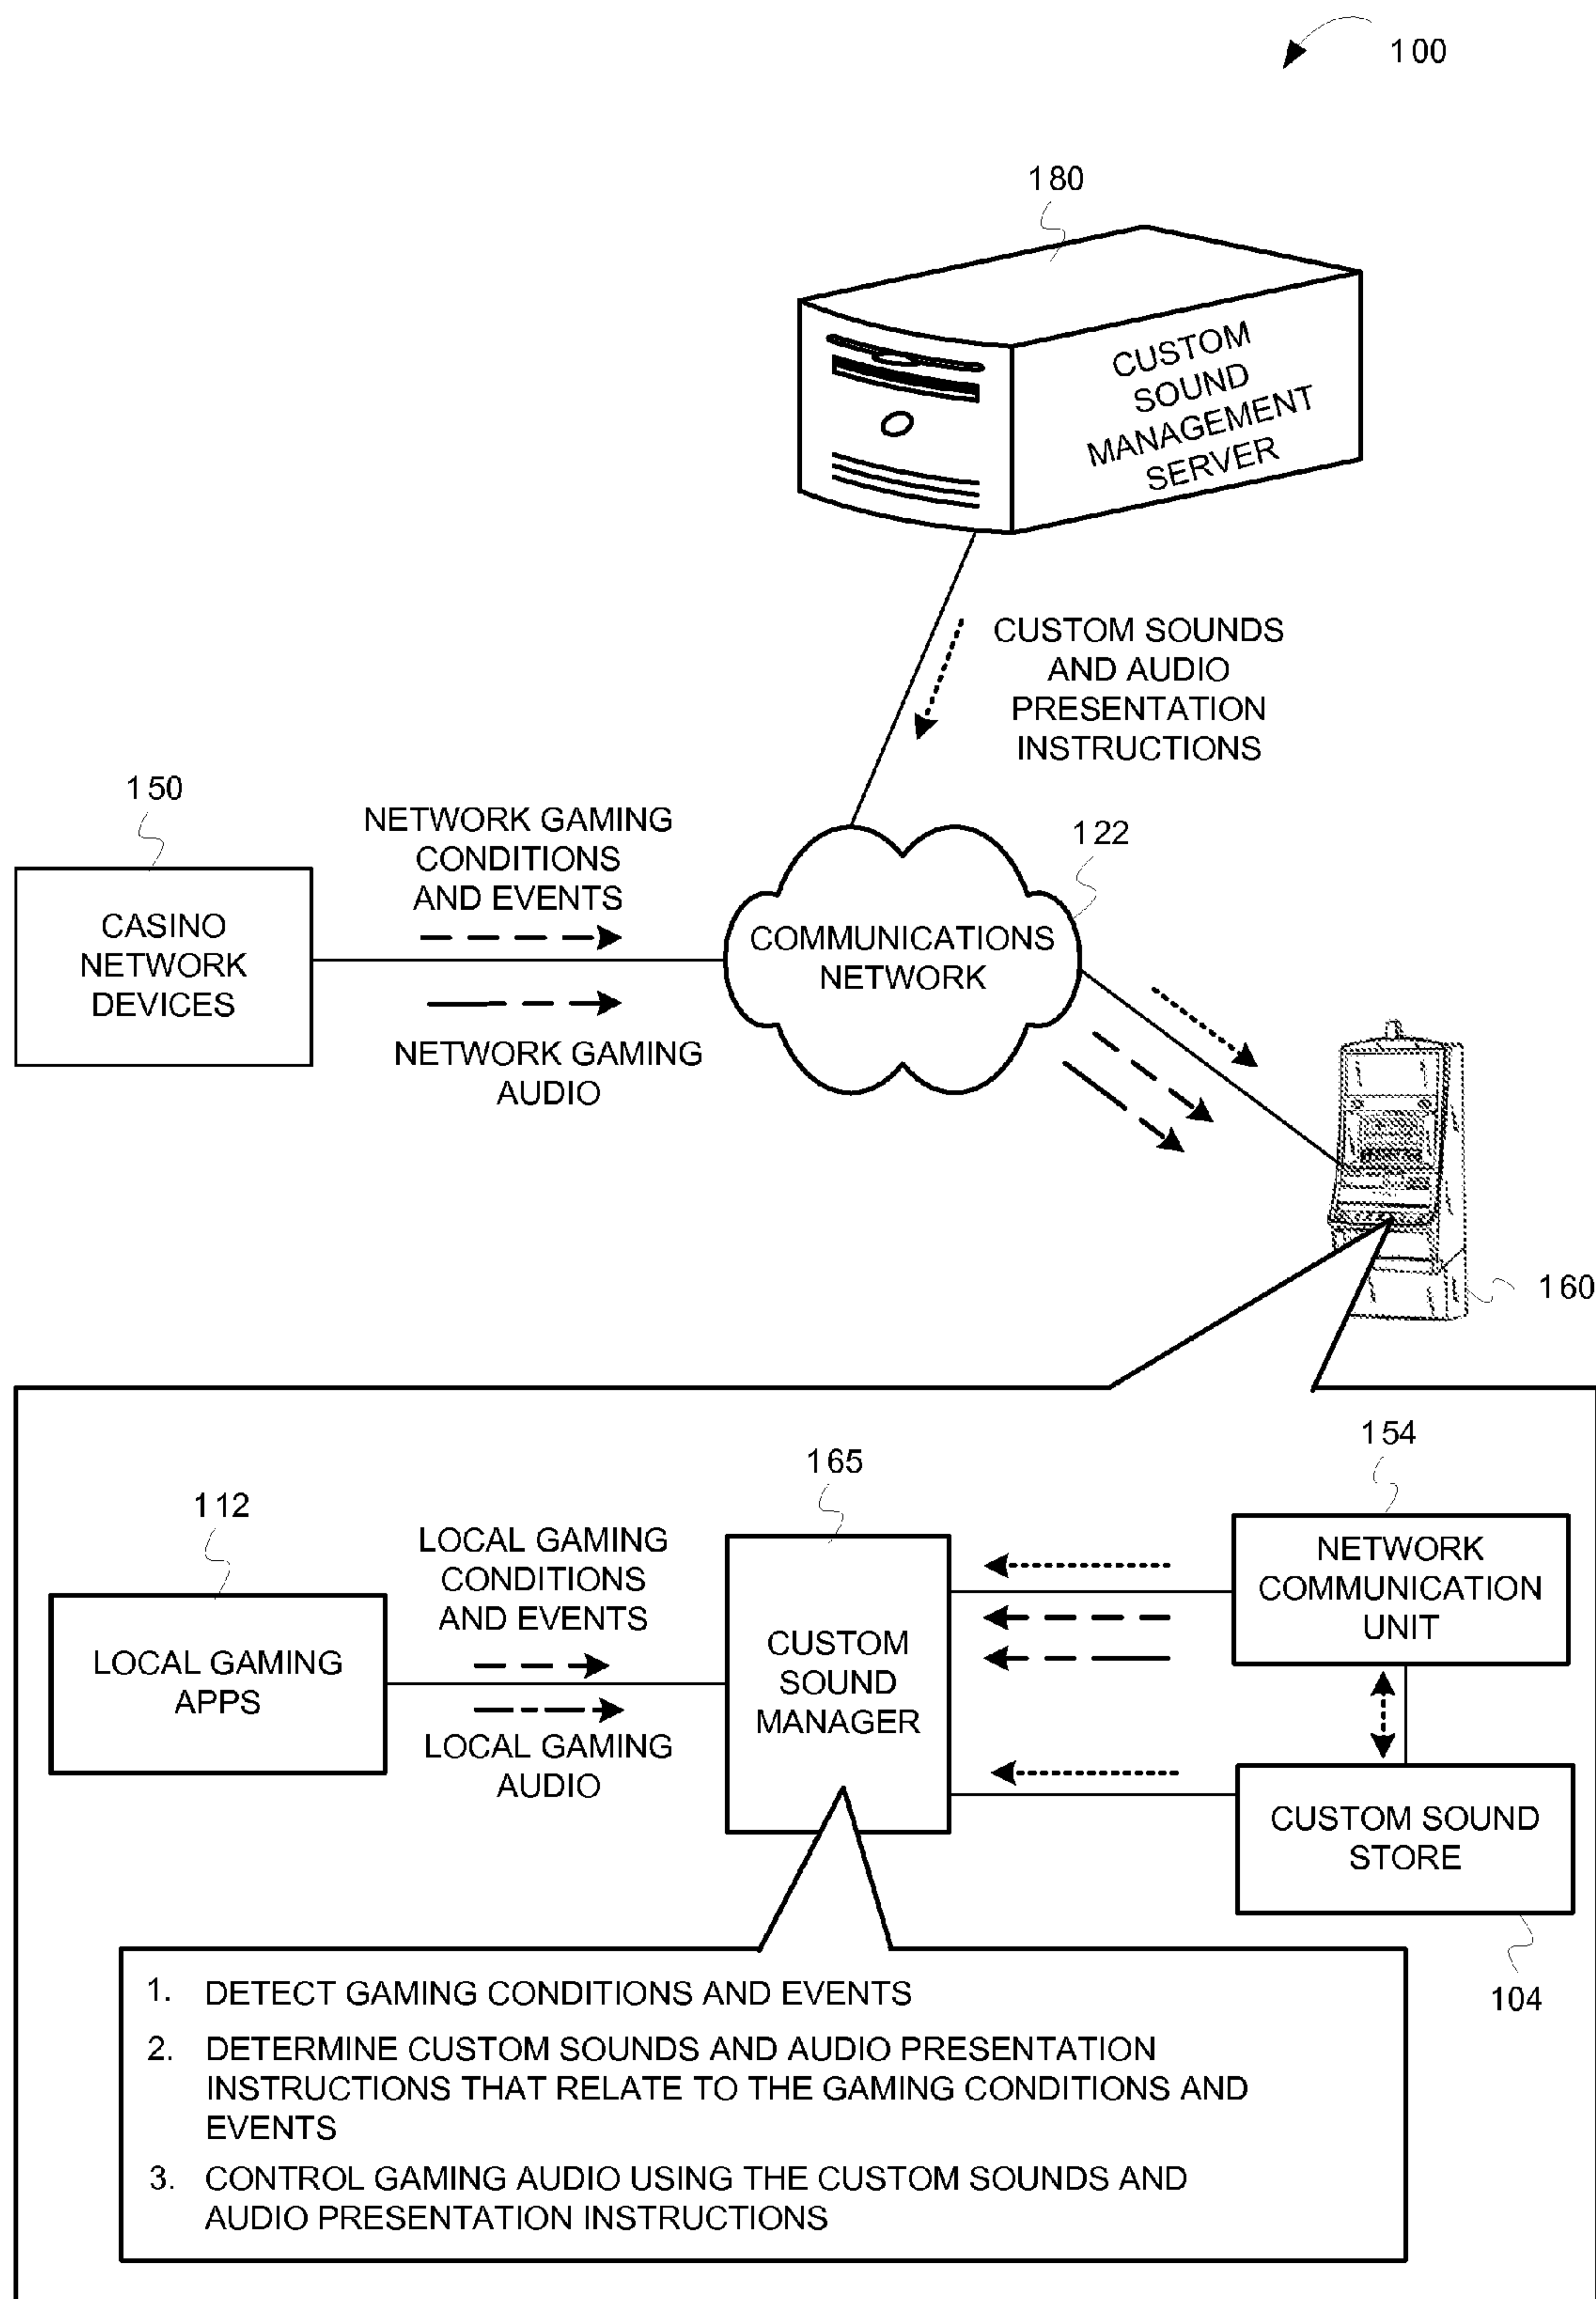 100
180
CUSTOM
SOUND
MANAGEMENT
SERVER
CUSTOM SOUNDS
AND AUDIO
PRESENTATION
INSTRUCTIONS
150
NETWORK GAMING
CONDITIONS
AND EVENTS
122
CASINO
NETWORK
DEVICES
COMMUNICATIONS
NETWORK
NETWORK GAMING
AUDIO
160
154
165
112
LOCAL GAMING
CONDITIONS
AND EVENTS
NETWORK
COMMUNICATION
UNIT
LOCAL GAMING
APPS
CUSTOM
SOUND
MANAGER
LOCAL GAMING
AUDIO
CUSTOM SOUND
STORE
104
1. DETECT GAMING CONDITIONS AND EVENTS
2. DETERMINE CUSTOM SOUNDS AND AUDIO PRESENTATION
INSTRUCTIONS THAT RELATE TO THE GAMING CONDITIONS AND
EVENTS
3. CONTROL GAMING AUDIO USING THE CUSTOM SOUNDS AND
AUDIO PRESENTATION INSTRUCTIONS